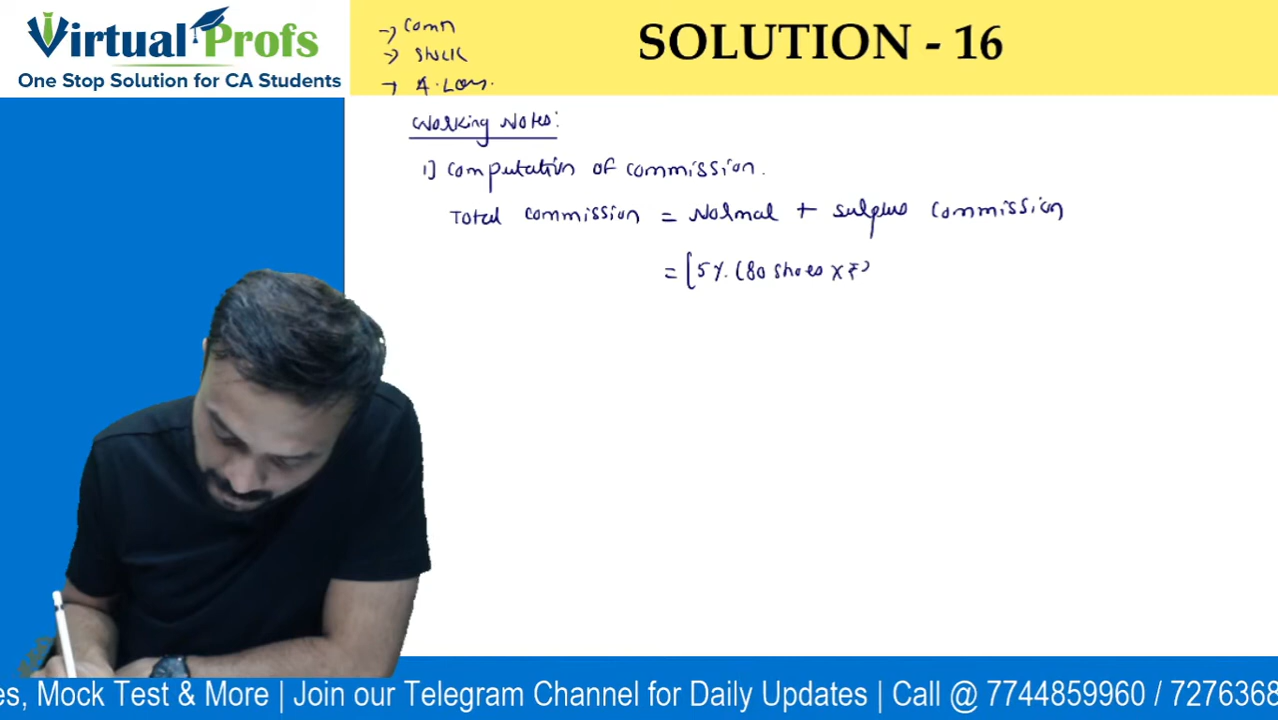 Virtual Profs
One Stop Solution for CA Students
→ Comn
→ Stock
→ A. Loss.
SOLUTION - 16
Working Notes:
1] Computation of commission.
Total commission = Normal + surplus commission
= [5% (80 shoes x ₹
es, Mock Test & More | Join our Telegram Channel for Daily Updates | Call @ 7744859960 / 7276368